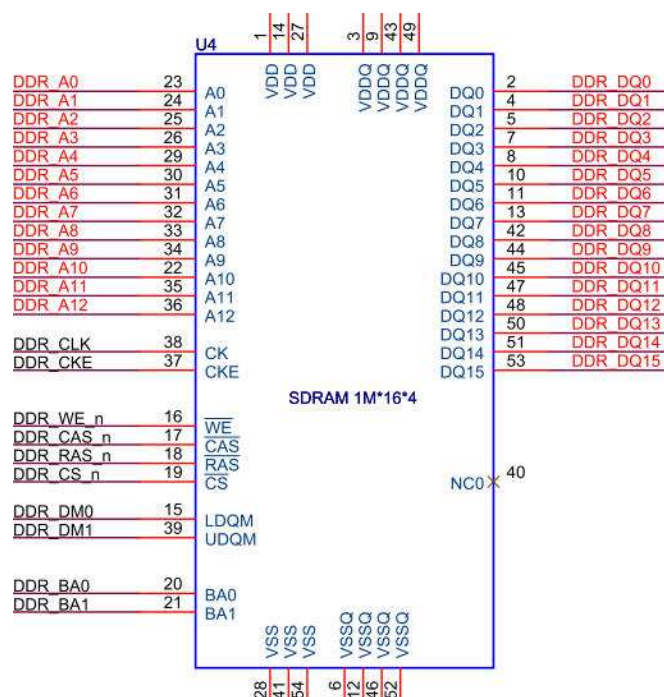 1 14 27 3 9 43 49
U4
VDD VDD VDD VDDQ VDDQ VDDQ VDDQ
DDR_A0 23 A0 DQ0 2 DDR_DQ0
DDR_A1 24 A1 DQ1 4 DDR_DQ1
DDR_A2 25 A2 DQ2 5 DDR_DQ2
DDR_A3 26 A3 DQ3 7 DDR_DQ3
DDR_A4 29 A4 DQ4 8 DDR_DQ4
DDR_A5 30 A5 DQ5 10 DDR_DQ5
DDR_A6 31 A6 DQ6 11 DDR_DQ6
DDR_A7 32 A7 DQ7 13 DDR_DQ7
DDR_A8 33 A8 DQ8 42 DDR_DQ8
DDR_A9 34 A9 DQ9 44 DDR_DQ9
DDR_A10 22 A10 DQ10 45 DDR_DQ10
DDR_A11 35 A11 DQ11 47 DDR_DQ11
DDR_A12 36 A12 DQ12 48 DDR_DQ12
DQ13 50 DDR_DQ13
DDR_CLK 38 CK DQ14 51 DDR_DQ14
DDR_CKE 37 CKE DQ15 53 DDR_DQ15
SDRAM 1M*16*4
DDR_WE_n 16 WE
DDR_CAS_n 17 CAS
DDR_RAS_n 18 RAS
DDR_CS_n 19 CS NC0 40
DDR_DM0 15 LDQM
DDR_DM1 39 UDQM
DDR_BA0 20 BA0
DDR_BA1 21 BA1
VSS VSS VSS VSSQ VSSQ VSSQ VSSQ
28 41 54 6 12 46 52